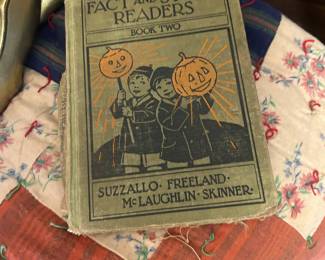 FACT AND
READERS
BOOK TWO
SUZZALLO · FREELAND
McLAUGHLIN · SKINNER